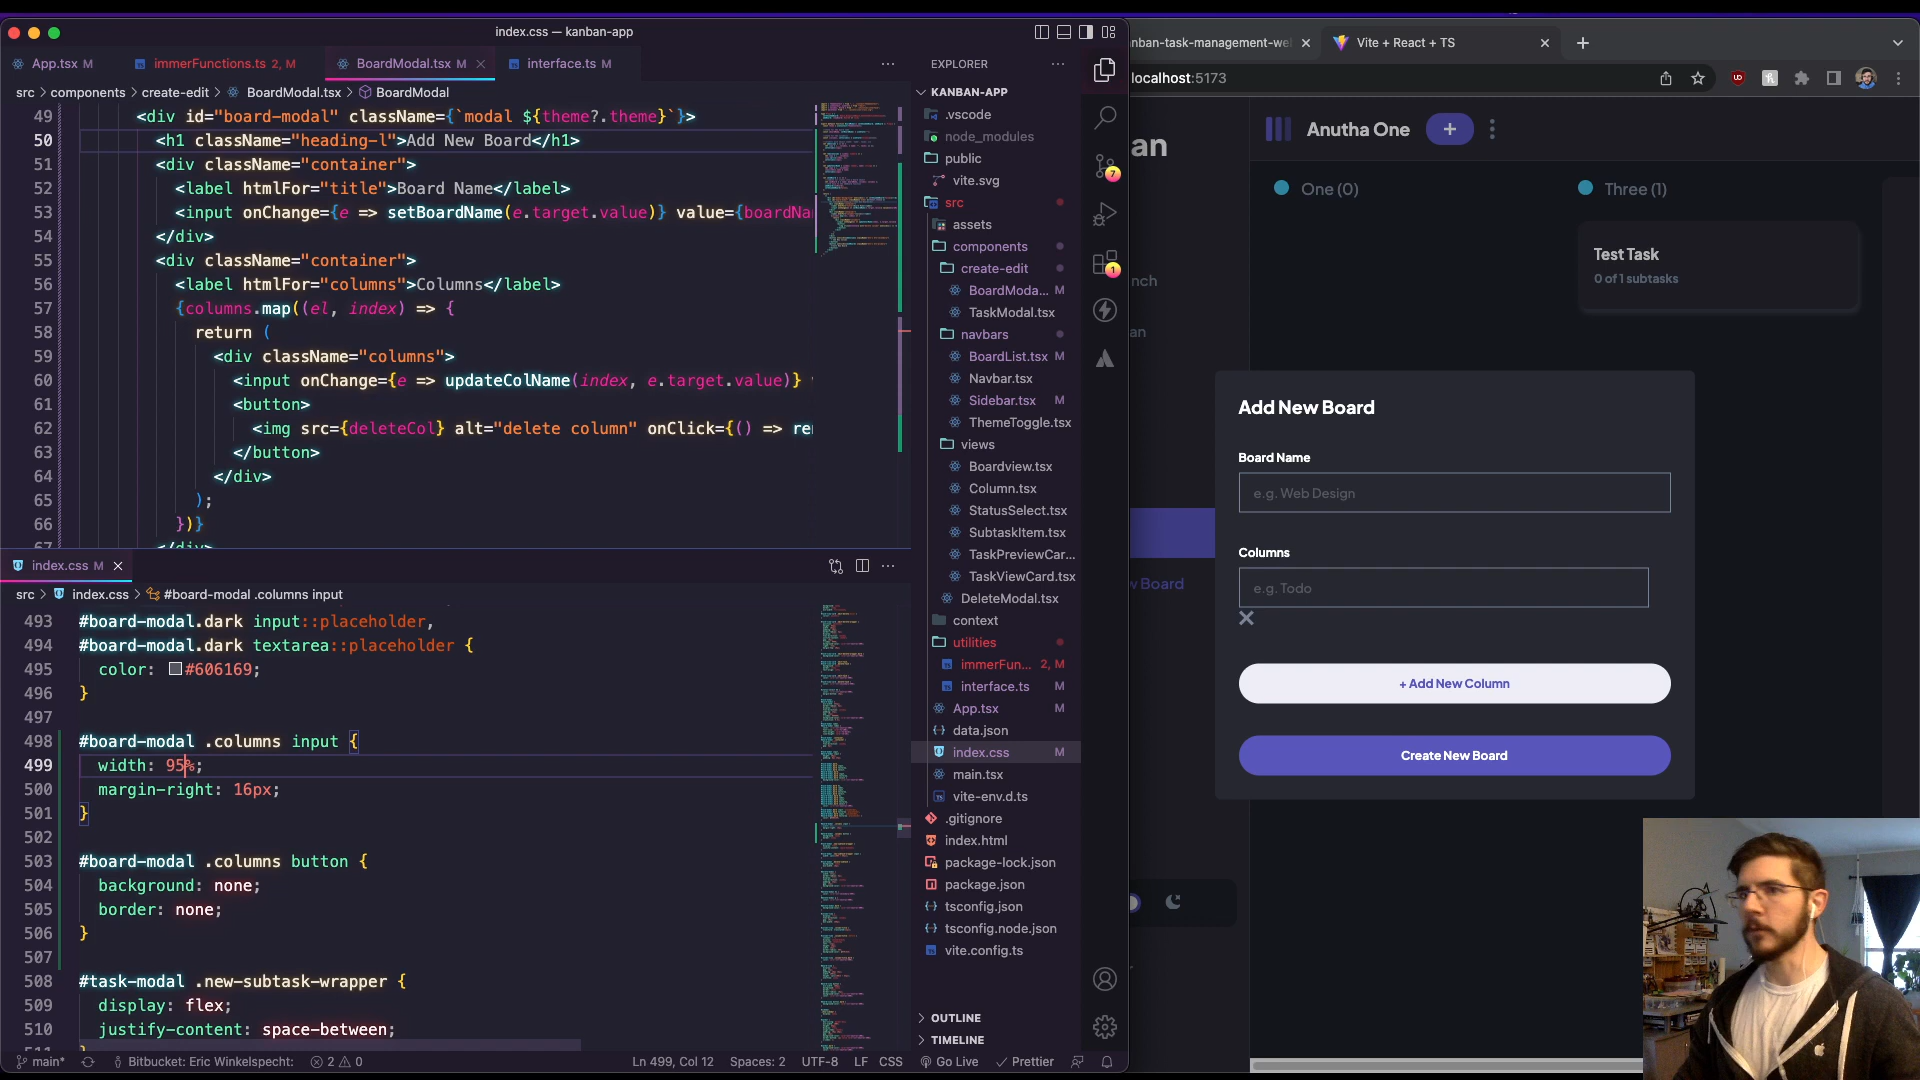 index.css — kanban-app
App.tsx M
immerFunctions.ts 2, M
BoardModal.tsx M
interface.ts M
src > components > create-edit > BoardModal.tsx > BoardModal
49 <div id="board-modal" className={`modal ${theme?.theme}`}>
50 <h1 className="heading-l">Add New Board</h1>
51 <div className="container">
52 <label htmlFor="title">Board Name</label>
53 <input onChange={e => setBoardName(e.target.value)} value={boardNa
54 </div>
55 <div className="container">
56 <label htmlFor="columns">Columns</label>
57 {columns.map((el, index) => {
58 return (
59 <div className="columns">
60 <input onChange={e => updateColName(index, e.target.value)}
61 <button>
62 <img src={deleteCol} alt="delete column" onClick={() => re
63 </button>
64 </div>
65 );
66 })}
67 </div>
index.css M
src > index.css > #board-modal .columns input
493 #board-modal.dark input::placeholder,
494 #board-modal.dark textarea::placeholder {
495 color: #606169;
496 }
497
498 #board-modal .columns input {
499 width: 95%;
500 margin-right: 16px;
501 }
502
503 #board-modal .columns button {
504 background: none;
505 border: none;
506 }
507
508 #task-modal .new-subtask-wrapper {
509 display: flex;
510 justify-content: space-between;
main*
Bitbucket: Eric Winkelspecht:
2 0
Ln 499, Col 12
Spaces: 2
UTF-8
LF
CSS
Go Live
Prettier
EXPLORER
KANBAN-APP
.vscode
node_modules
public
vite.svg
src
assets
components
create-edit
BoardModa... M
TaskModal.tsx
navbars
BoardList.tsx M
Navbar.tsx
Sidebar.tsx M
ThemeToggle.tsx
views
Boardview.tsx
Column.tsx
StatusSelect.tsx
SubtaskItem.tsx
TaskPreviewCar...
TaskViewCard.tsx
DeleteModal.tsx
context
utilities
immerFun... 2, M
interface.ts M
App.tsx M
data.json
index.css M
main.tsx
vite-env.d.ts
.gitignore
index.html
package-lock.json
package.json
tsconfig.json
tsconfig.node.json
vite.config.ts
OUTLINE
TIMELINE
7
1
anban-task-management-we
Vite + React + TS
localhost:5173
an
nch
an
w Board
Anutha One
+
One (0)
Three (1)
Test Task
0 of 1 subtasks
Add New Board
Board Name
e.g. Web Design
Columns
e.g. Todo
+ Add New Column
Create New Board